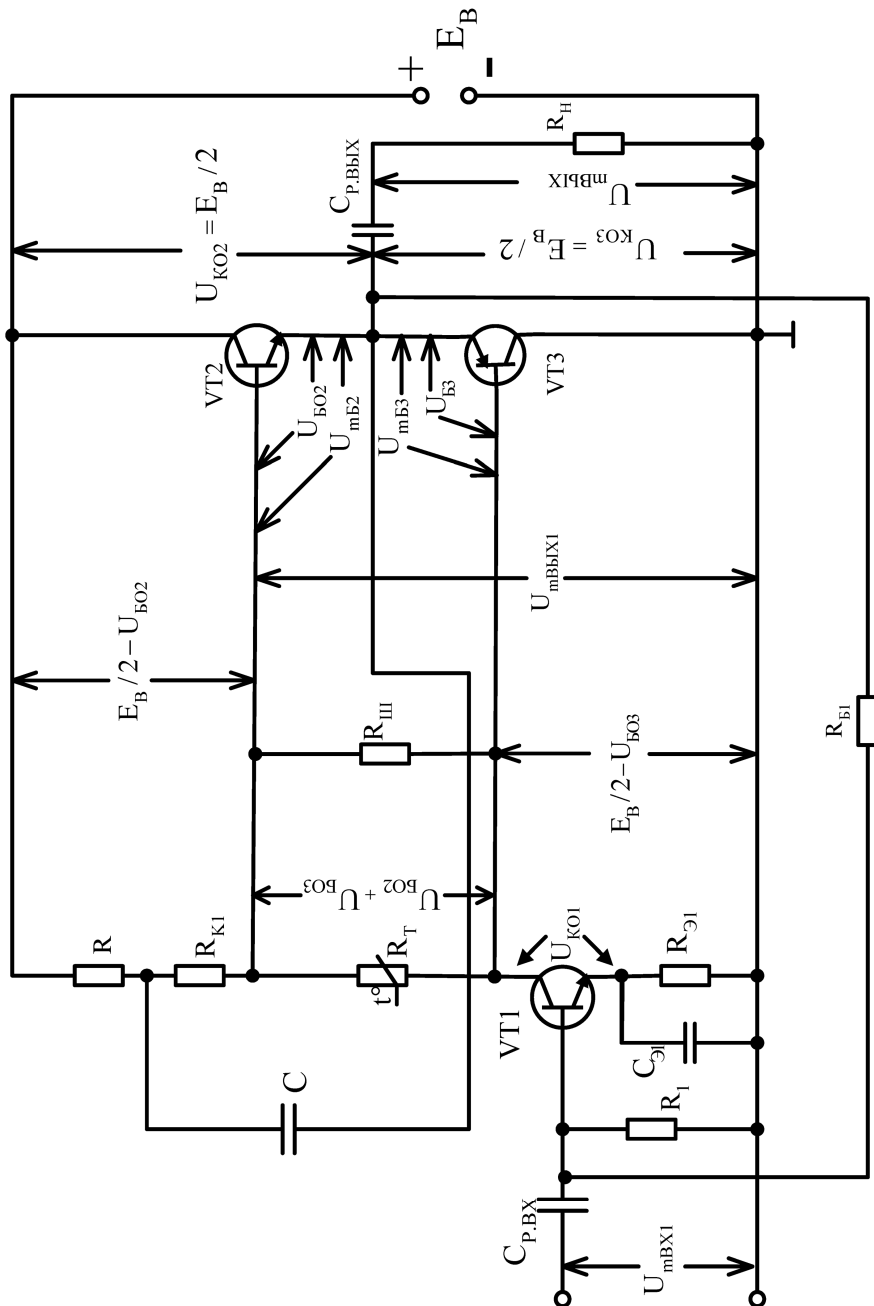 E_В
+
-
R_Н
U_КО2 = E_В / 2
C_Р.ВЫХ
U_mВЫХ
U_КО3 = E_В / 2
VT2
VT3
U_БО2
U_mБ2
U_mБ3
U_Б3
E_В / 2 – U_БО2
U_mВЫХ1
R_Ш
E_В / 2 – U_БО3
R_Б1
U_БО2 + U_БО3
R
R_К1
R_Т
t°
U_КО1
R_Э1
VT1
C_Э1
C
R_1
C_Р.ВХ
U_mВХ1